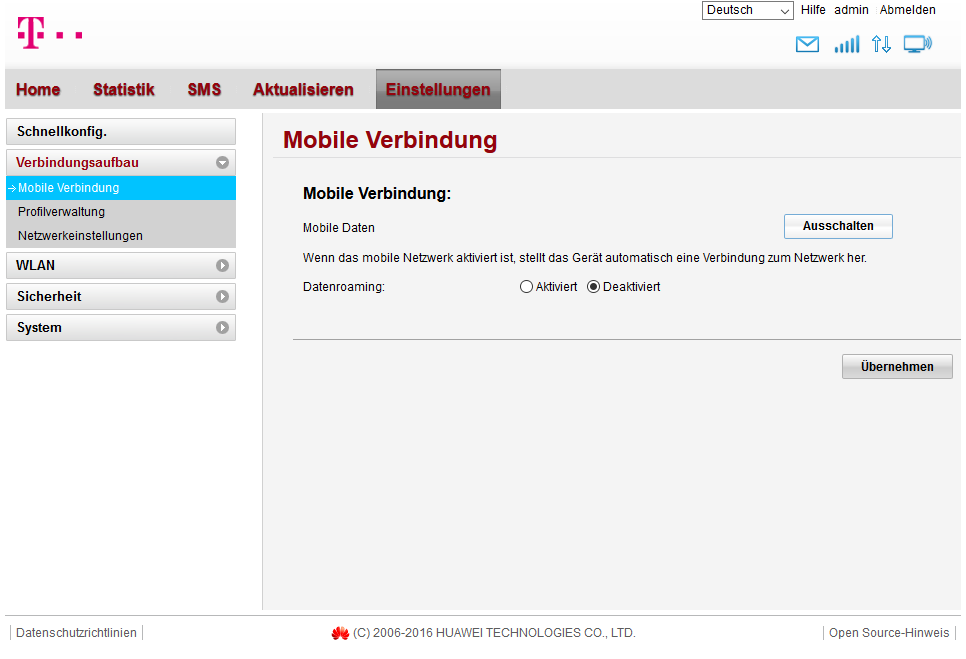 Deutsch Hilfe admin Abmelden
T
Home Statistik SMS Aktualisieren Einstellungen
Schnellkonfig.
Verbindungsaufbau
Mobile Verbindung
Profilverwaltung
Netzwerkeinstellungen
WLAN
Sicherheit
System
Mobile Verbindung
Mobile Verbindung:
Mobile Daten Ausschalten
Wenn das mobile Netzwerk aktiviert ist, stellt das Gerät automatisch eine Verbindung zum Netzwerk her.
Datenroaming: Aktiviert Deaktiviert
Übernehmen
Datenschutzrichtlinien (C) 2006-2016 HUAWEI TECHNOLOGIES CO., LTD. Open Source-Hinweis